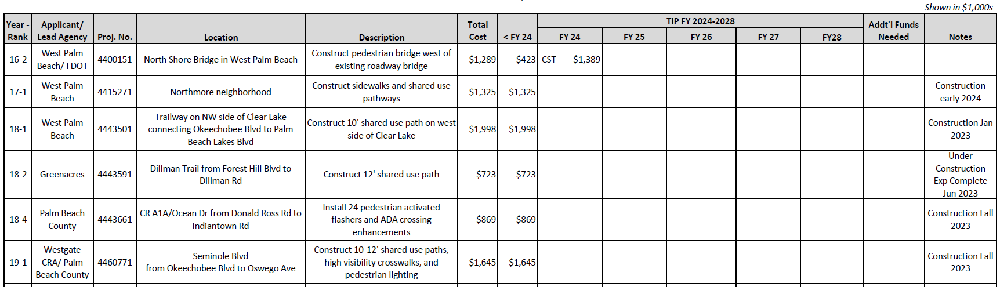 Shown in $1,000s
Year - Rank | Applicant/ Lead Agency | Proj. No. | Location | Description | Total Cost | < FY 24 | TIP FY 2024-2028 | Addt'l Funds Needed | Notes
FY 24 | FY 25 | FY 26 | FY 27 | FY28
16-2 | West Palm Beach/ FDOT | 4400151 | North Shore Bridge in West Palm Beach | Construct pedestrian bridge west of existing roadway bridge | $1,289 | $423 | CST $1,389
17-1 | West Palm Beach | 4415271 | Northmore neighborhood | Construct sidewalks and shared use pathways | $1,325 | $1,325 | Construction early 2024
18-1 | West Palm Beach | 4443501 | Trailway on NW side of Clear Lake connecting Okeechobee Blvd to Palm Beach Lakes Blvd | Construct 10' shared use path on west side of Clear Lake | $1,998 | $1,998 | Construction Jan 2023
18-2 | Greenacres | 4443591 | Dillman Trail from Forest Hill Blvd to Dillman Rd | Construct 12' shared use path | $723 | $723 | Under Construction Exp Complete Jun 2023
18-4 | Palm Beach County | 4443661 | CR A1A/Ocean Dr from Donald Ross Rd to Indiantown Rd | Install 24 pedestrian activated flashers and ADA crossing enhancements | $869 | $869 | Construction Fall 2023
19-1 | Westgate CRA/ Palm Beach County | 4460771 | Seminole Blvd from Okeechobee Blvd to Oswego Ave | Construct 10-12' shared use paths, high visibility crosswalks, and pedestrian lighting | $1,645 | $1,645 | Construction Fall 2023